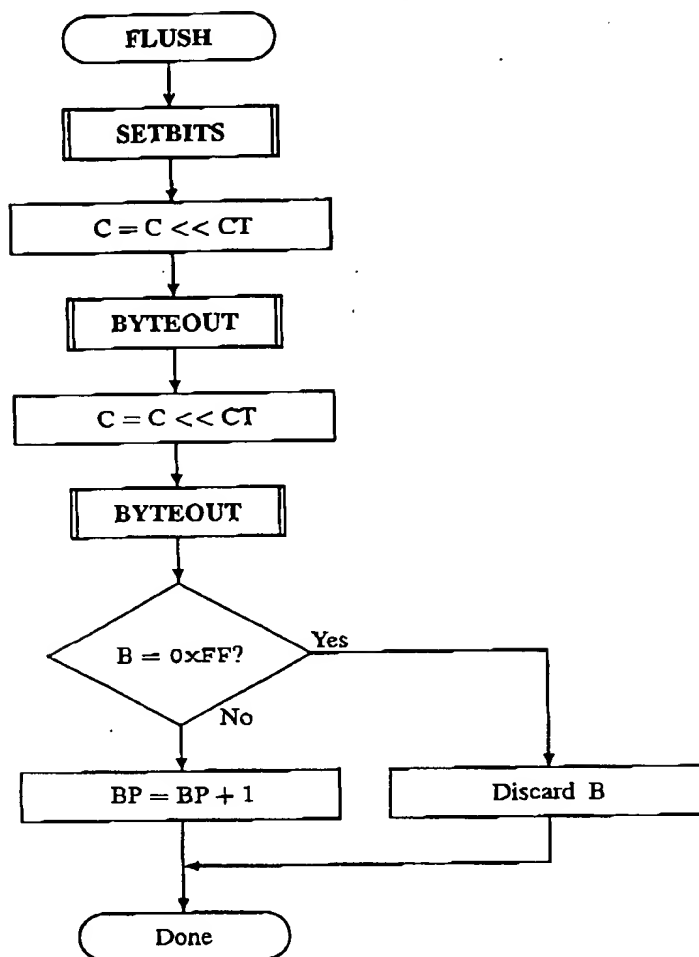 FLUSH
SETBITS
C = C << CT
BYTEOUT
C = C << CT
BYTEOUT
B = 0xFF?
Yes
No
BP = BP + 1
Discard B
Done